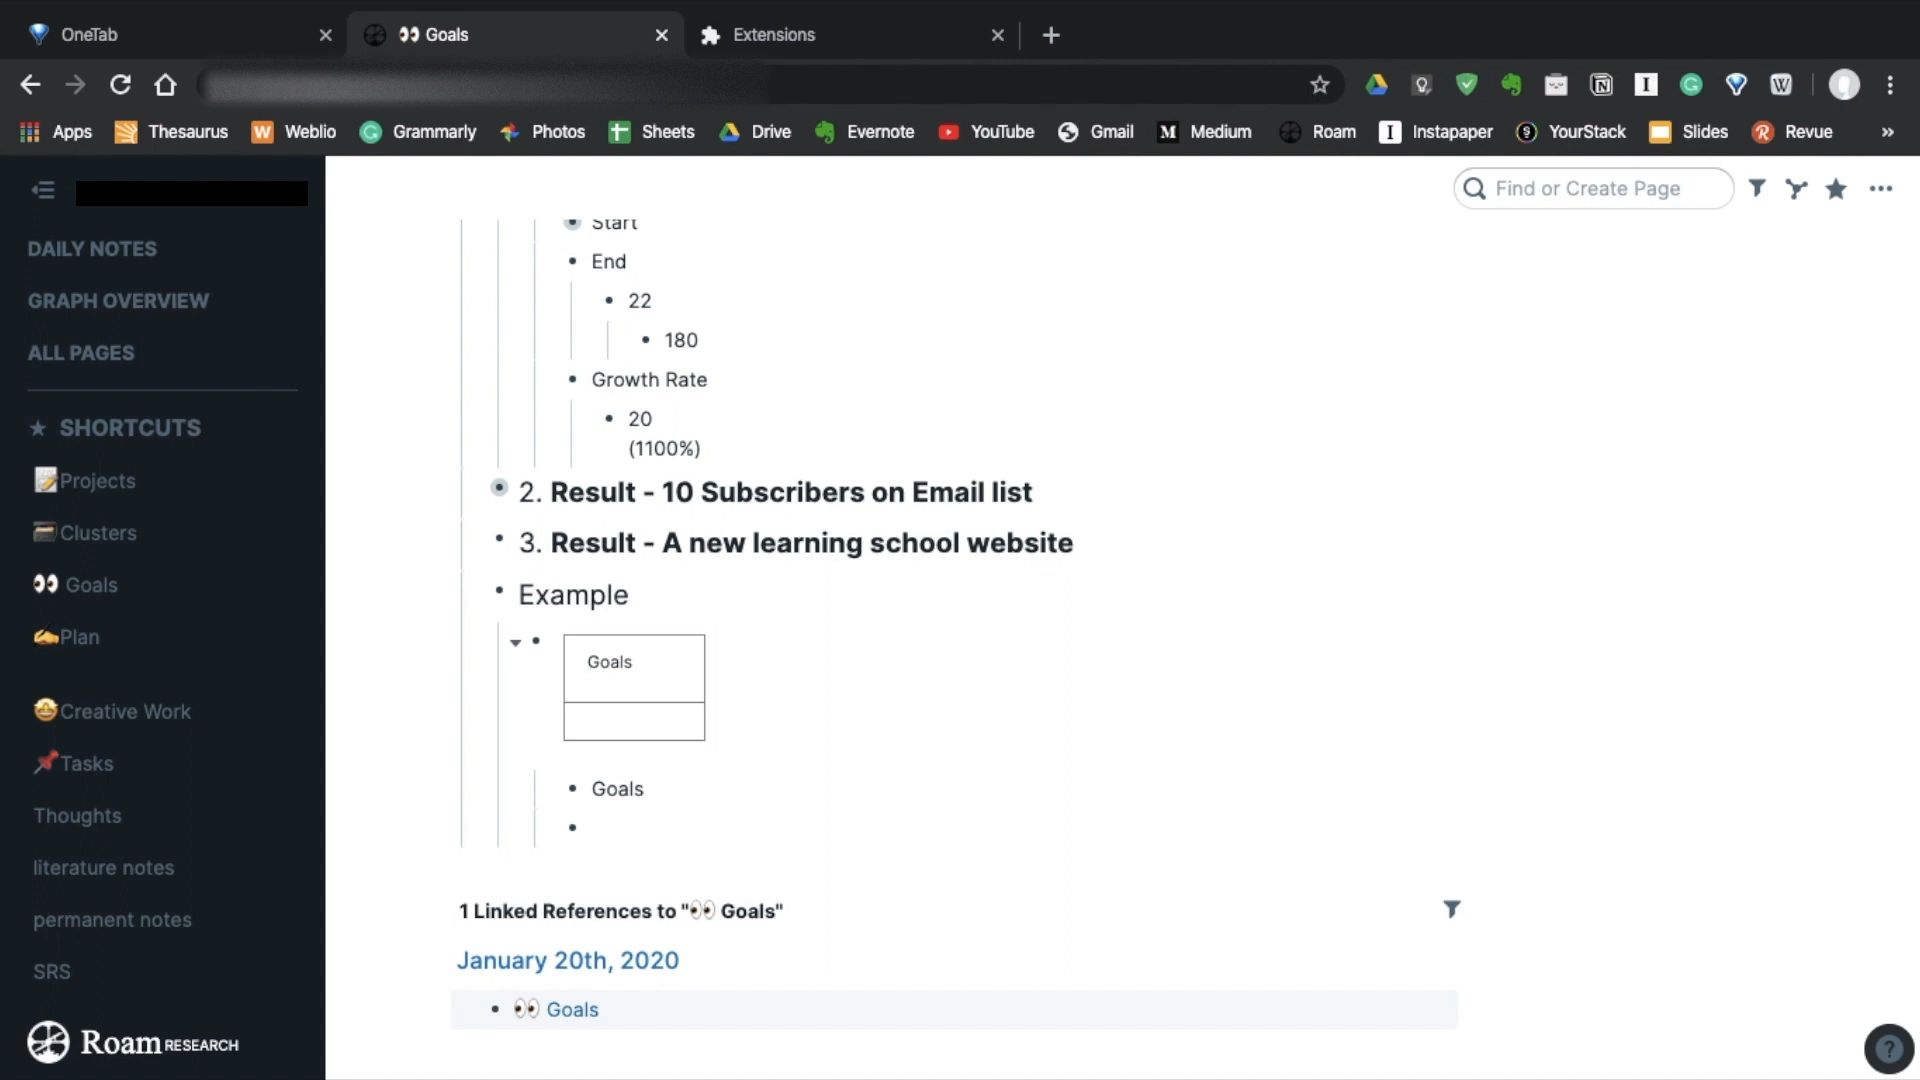 OneTab
👀 Goals
Extensions
Apps
Thesaurus
W Weblio
Grammarly
Photos
Sheets
Drive
Evernote
YouTube
Gmail
M Medium
Roam
I Instapaper
YourStack
Slides
R Revue
»
Find or Create Page
DAILY NOTES
GRAPH OVERVIEW
ALL PAGES
★ SHORTCUTS
📝Projects
🗃️Clusters
👀 Goals
✍️Plan
🤩Creative Work
📌Tasks
Thoughts
literature notes
permanent notes
SRS
Roam RESEARCH
Start
End
22
180
Growth Rate
20
(1100%)
2. Result - 10 Subscribers on Email list
3. Result - A new learning school website
Example
Goals
Goals
1 Linked References to "👀 Goals"
January 20th, 2020
👀 Goals
?